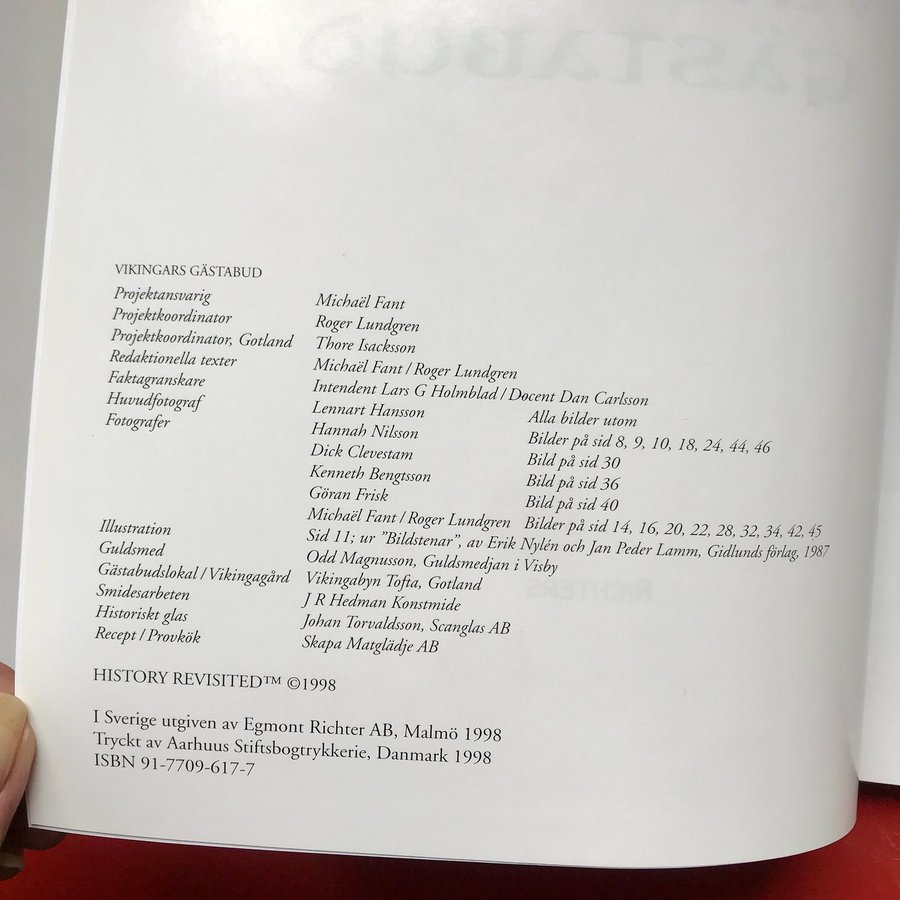 VIKINGARS GÄSTABUD
Projektansvarig Michaël Fant
Projektkoordinator Roger Lundgren
Projektkoordinator, Gotland Thore Isacksson
Redaktionella texter Michaël Fant / Roger Lundgren
Faktagranskare Intendent Lars G Holmblad / Docent Dan Carlsson
Huvudfotograf Lennart Hansson Alla bilder utom
Fotografer Hannah Nilsson Bilder på sid 8, 9, 10, 18, 24, 44, 46
Dick Clevestam Bild på sid 30
Kenneth Bengtsson Bild på sid 36
Göran Frisk Bild på sid 40
Michaël Fant / Roger Lundgren Bilder på sid 14, 16, 20, 22, 28, 32, 34, 42, 45
Illustration Sid 11; ur ”Bildstenar”, av Erik Nylén och Jan Peder Lamm, Gidlunds förlag, 1987
Guldsmed Odd Magnusson, Guldsmedjan i Visby
Gästabudslokal / Vikingagård Vikingabyn Tofta, Gotland
Smidesarbeten J R Hedman Konstmide
Historiskt glas Johan Torvaldsson, Scanglas AB
Recept / Provkök Skapa Matglädje AB
HISTORY REVISITED™ ©1998
I Sverige utgiven av Egmont Richter AB, Malmö 1998
Tryckt av Aarhuus Stiftsbogtrykkerie, Danmark 1998
ISBN 91-7709-617-7